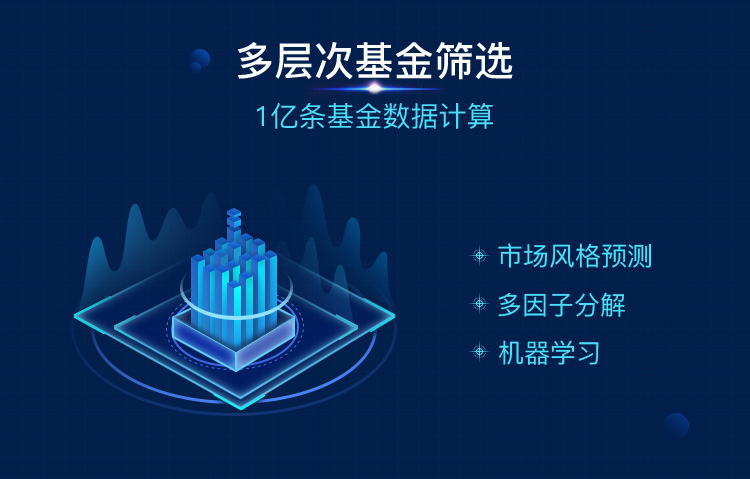 多层次基金筛选
1亿条基金数据计算
市场风格预测
多因子分解
机器学习